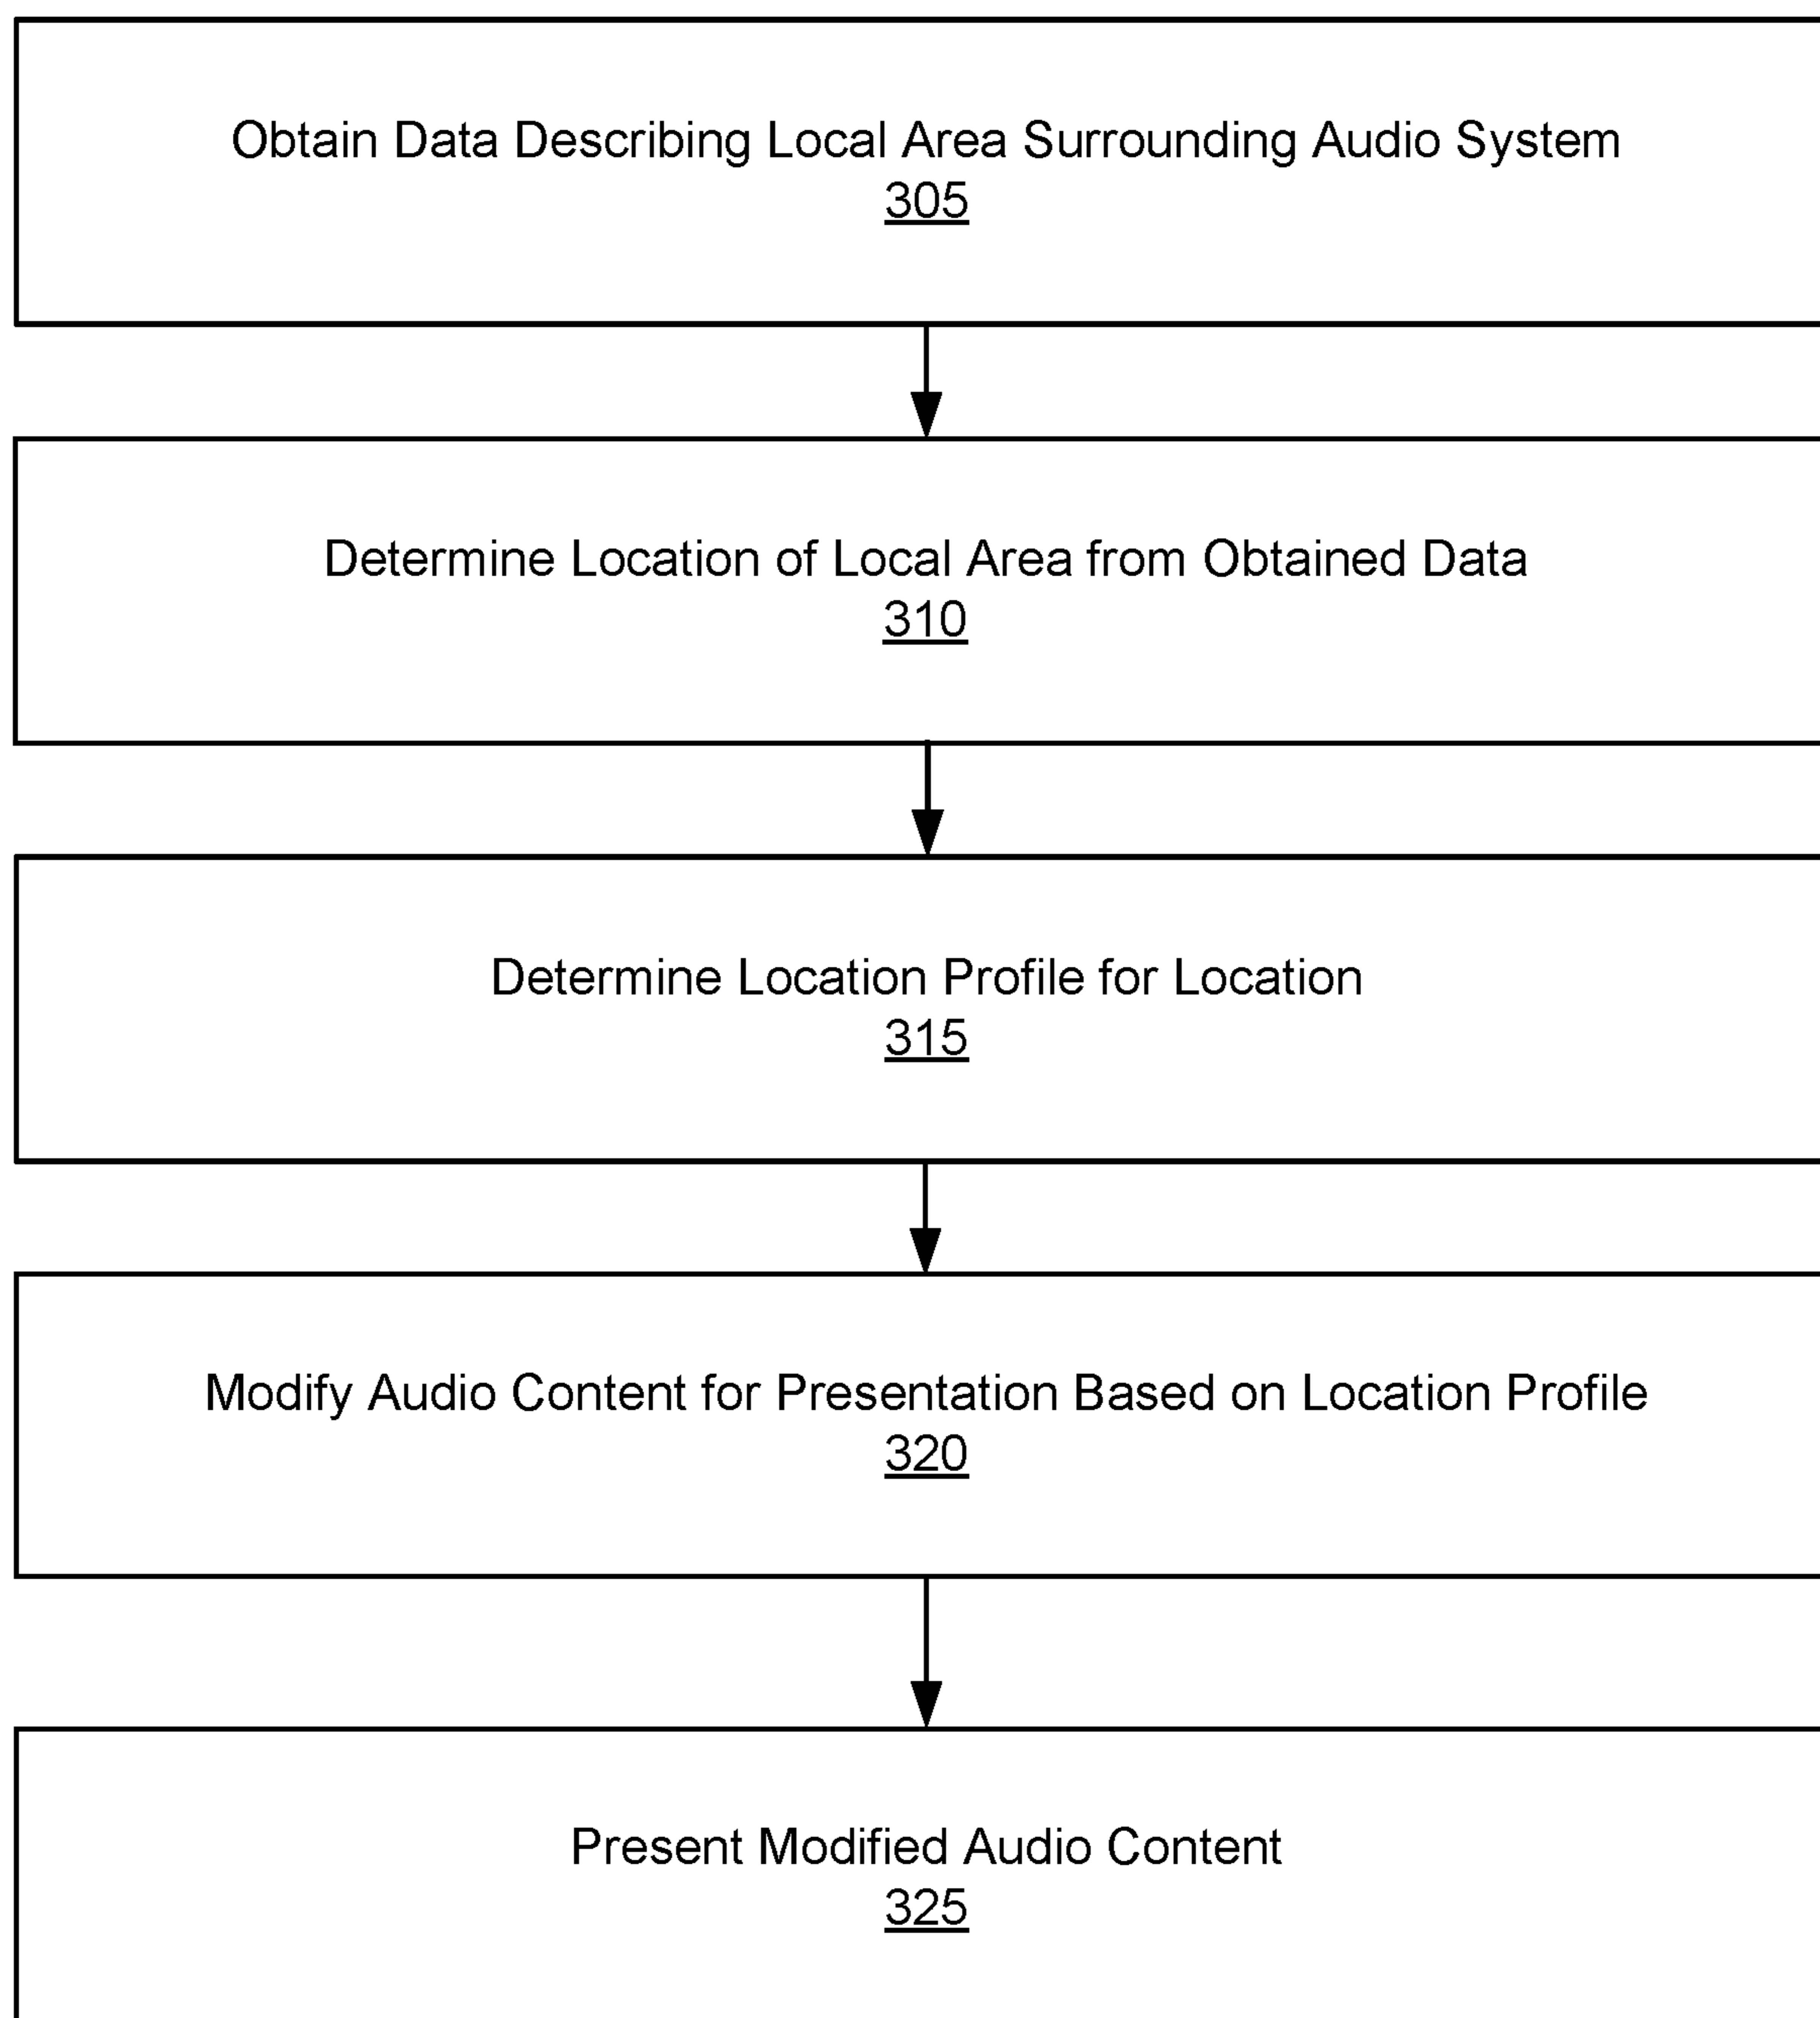 Obtain Data Describing Local Area Surrounding Audio System
305
Determine Location of Local Area from Obtained Data
310
Determine Location Profile for Location
315
Modify Audio Content for Presentation Based on Location Profile
320
Present Modified Audio Content
325